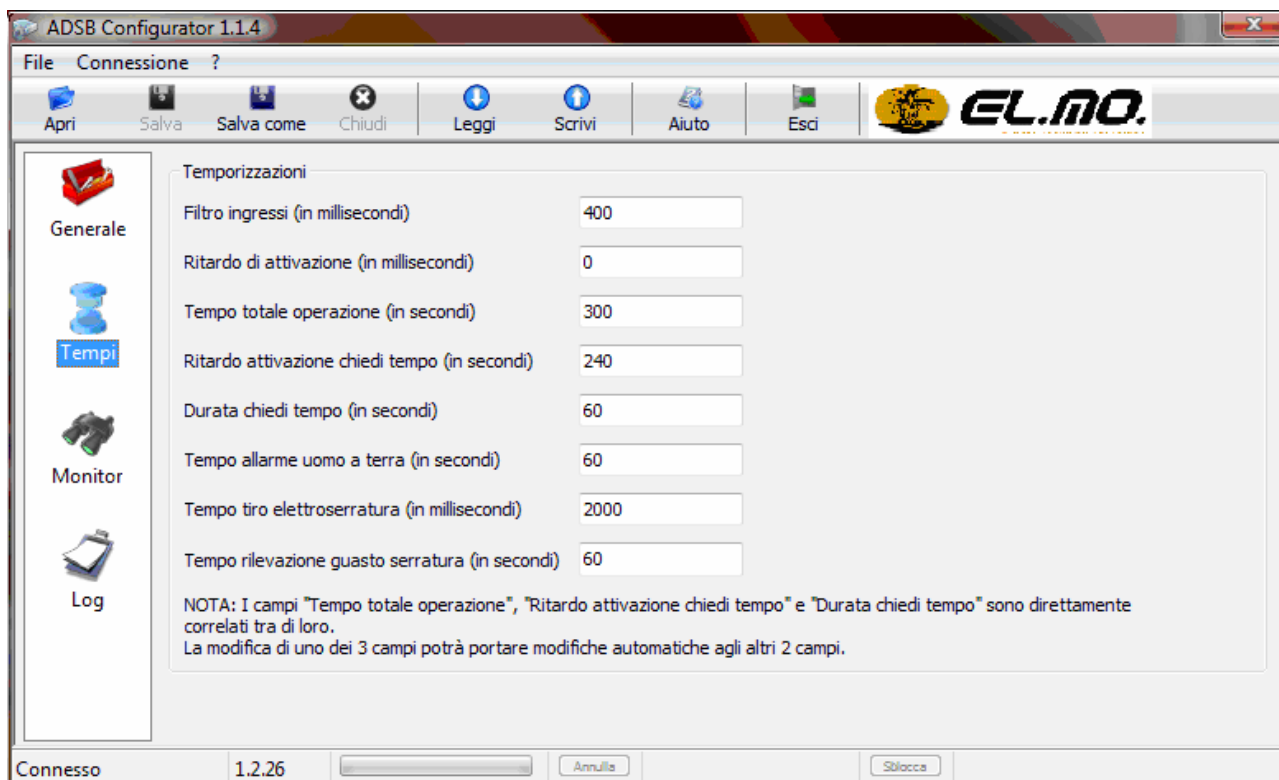 ADSB Configurator 1.1.4
File Connessione ?
Apri Salva Salva come Chiudi Leggi Scrivi Aiuto Esci EL.MO.
Generale
Tempi
Monitor
Log
Temporizzazioni
Filtro ingressi (in millisecondi) 400
Ritardo di attivazione (in millisecondi) 0
Tempo totale operazione (in secondi) 300
Ritardo attivazione chiedi tempo (in secondi) 240
Durata chiedi tempo (in secondi) 60
Tempo allarme uomo a terra (in secondi) 60
Tempo tiro elettroserratura (in millisecondi) 2000
Tempo rilevazione guasto serratura (in secondi) 60
NOTA: I campi "Tempo totale operazione", "Ritardo attivazione chiedi tempo" e "Durata chiedi tempo" sono direttamente
correlati tra di loro.
La modifica di uno dei 3 campi potrà portare modifiche automatiche agli altri 2 campi.
Connesso 1.2.26 Annulla Sblocca